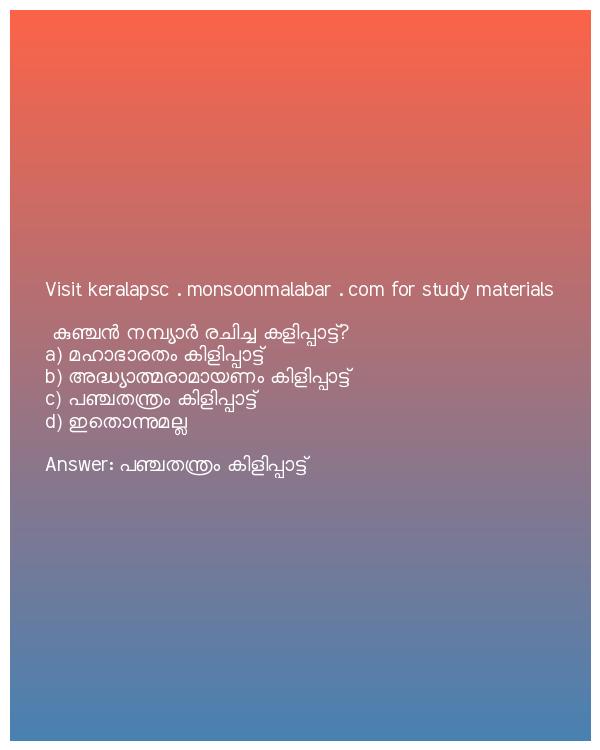 Visit keralapsc . monsoonmalabar . com for study materials
കുഞ്ചൻ നമ്പ്യാർ രചിച്ച കളിപ്പാട്ട്?
a) മഹാഭാരതം കിളിപ്പാട്ട്
b) അദ്ധ്യാത്മരാമായണം കിളിപ്പാട്ട്
c) പഞ്ചതന്ത്രം കിളിപ്പാട്ട്
d) ഇതൊന്നുമല്ല
Answer: പഞ്ചതന്ത്രം കിളിപ്പാട്ട്